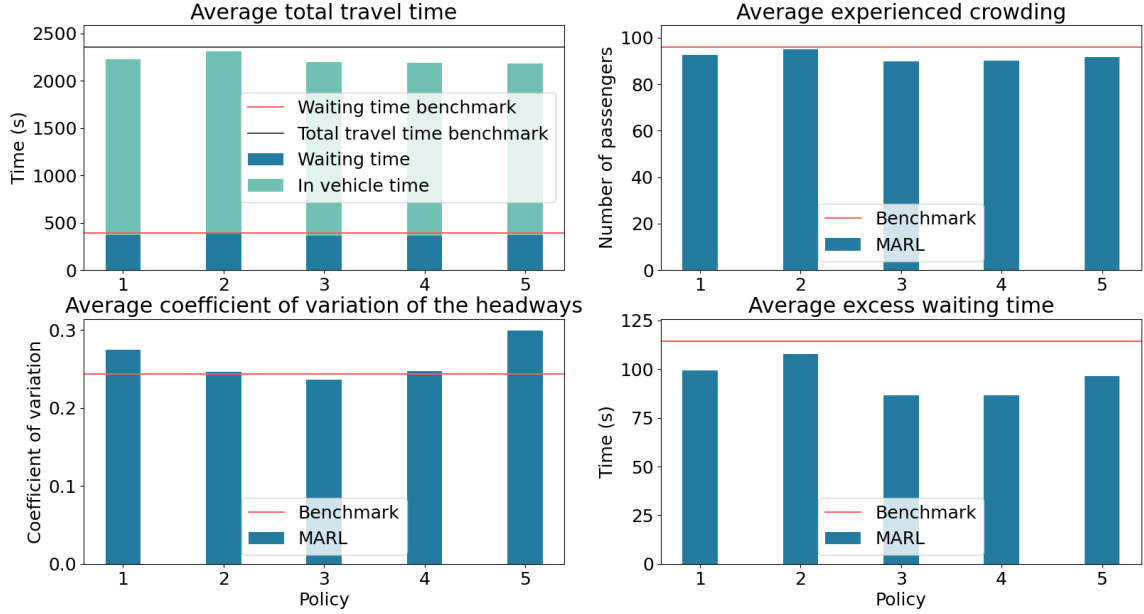 Average total travel time
2500
2000
1500
1000
500
0
Time (s)
Waiting time benchmark
Total travel time benchmark
Waiting time
In vehicle time
1 2 3 4 5
Average experienced crowding
100
80
60
40
20
0
Number of passengers
Benchmark
MARL
1 2 3 4 5
Average coefficient of variation of the headways
0.3
0.2
0.1
0.0
Coefficient of variation
Benchmark
MARL
1 2 3 4 5
Policy
Average excess waiting time
125
100
75
50
25
0
Time (s)
Benchmark
MARL
1 2 3 4 5
Policy